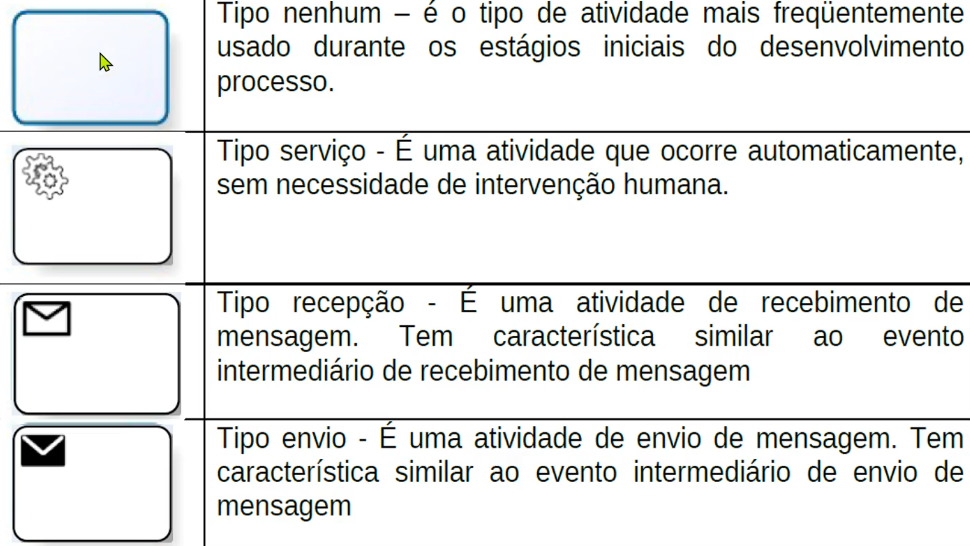 Tipo nenhum – é o tipo de atividade mais freqüentemente
usado durante os estágios iniciais do desenvolvimento
processo.
Tipo serviço - É uma atividade que ocorre automaticamente,
sem necessidade de intervenção humana.
Tipo recepção - É uma atividade de recebimento de
mensagem. Tem característica similar ao evento
intermediário de recebimento de mensagem
Tipo envio - É uma atividade de envio de mensagem. Tem
característica similar ao evento intermediário de envio de
mensagem